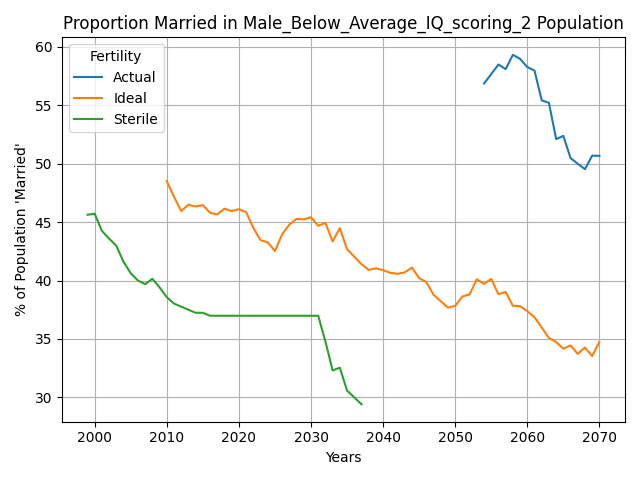 Proportion Married in Male_Below_Average_IQ_scoring_2 Population
Fertility
Actual
Ideal
Sterile
% of Population 'Married'
60
55
50
45
40
35
30
2000 2010 2020 2030 2040 2050 2060 2070
Years